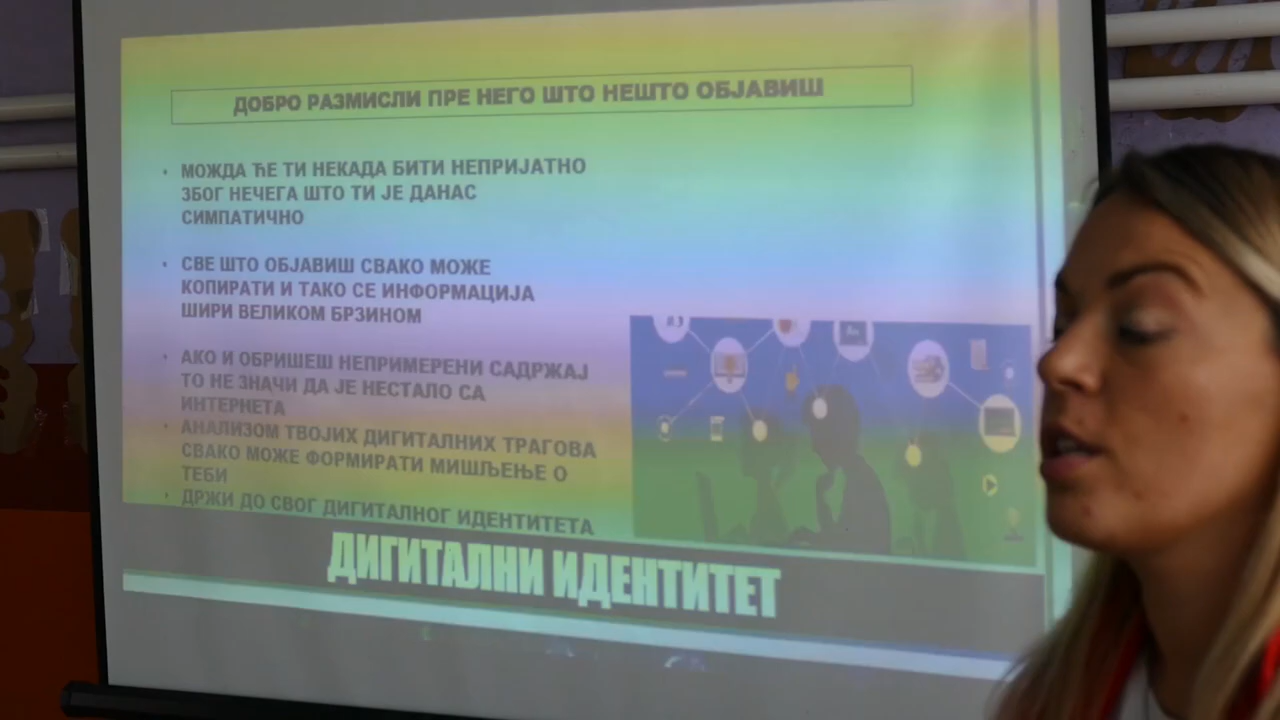 ДОБРО РАЗМИСЛИ ПРЕ НЕГО ШТО НЕШТО ОБЈАВИШ
• МОЖДА ЋЕ ТИ НЕКАДА БИТИ НЕПРИЈАТНО
ЗБОГ НЕЧЕГА ШТО ТИ ЈЕ ДАНАС
СИМПАТИЧНО
• СВЕ ШТО ОБЈАВИШ СВАКО МОЖЕ
КОПИРАТИ И ТАКО СЕ ИНФОРМАЦИЈА
ШИРИ ВЕЛИКОМ БРЗИНОМ
• АКО И ОБРИШЕШ НЕПРИМЕРЕНИ САДРЖАЈ
ТО НЕ ЗНАЧИ ДА ЈЕ НЕСТАЛО СА
ИНТЕРНЕТА
• АНАЛИЗОМ ТВОЈИХ ДИГИТАЛНИХ ТРАГОВА
СВАКО МОЖЕ ФОРМИРАТИ МИШЉЕЊЕ О
ТЕБИ
• ДРЖИ ДО СВОГ ДИГИТАЛНОГ ИДЕНТИТЕТА
ДИГИТАЛНИ ИДЕНТИТЕТ